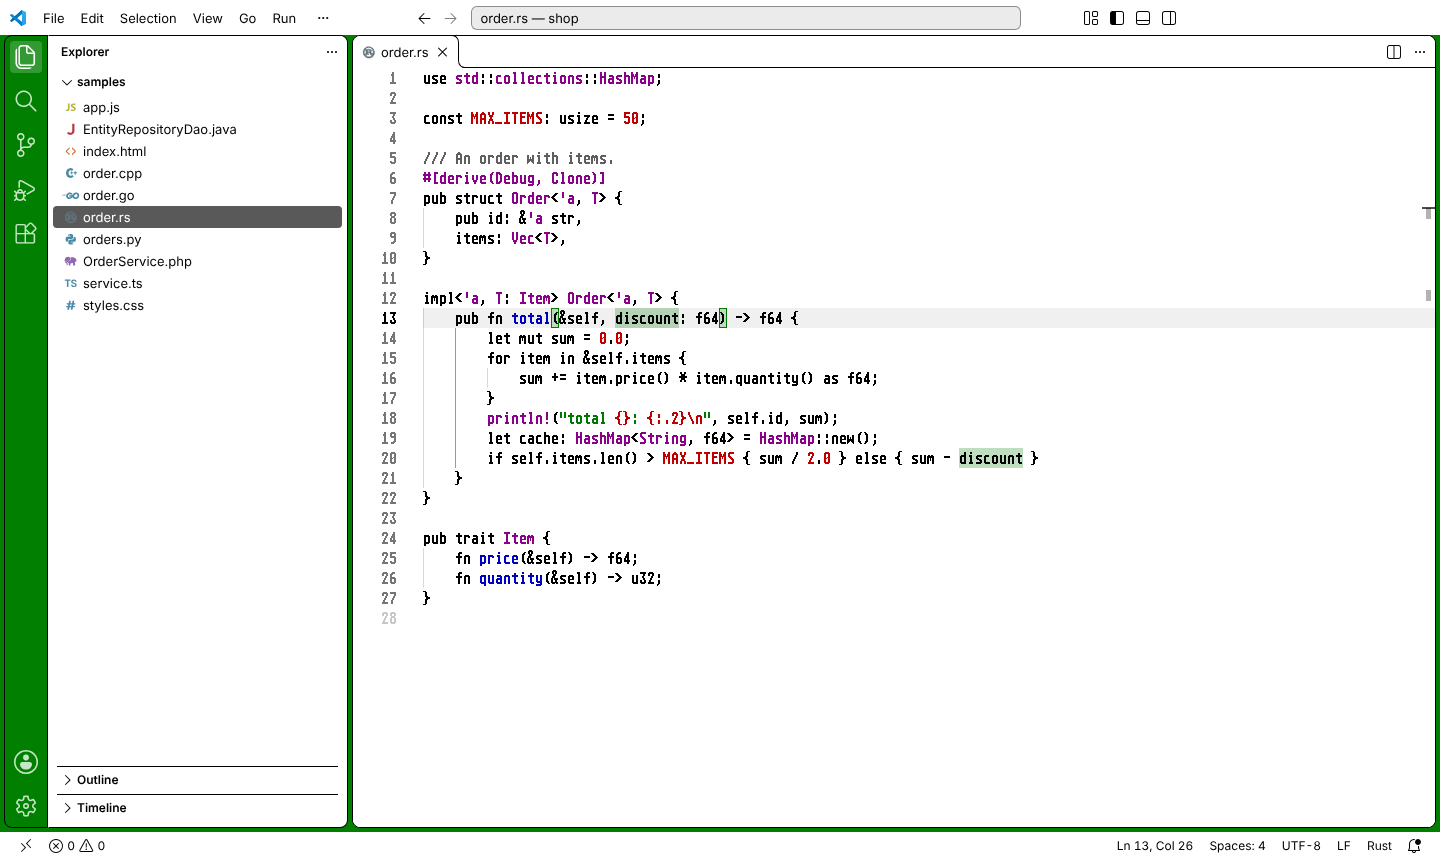 File Edit Selection View Go Run ···
order.rs — shop
Explorer
order.rs
samples
JS app.js
J EntityRepositoryDao.java
<> index.html
order.cpp
GO order.go
order.rs
orders.py
OrderService.php
TS service.ts
# styles.css
Outline
Timeline
1 use std::collections::HashMap;
2
3 const MAX_ITEMS: usize = 50;
4
5 /// An order with items.
6 #[derive(Debug, Clone)]
7 pub struct Order<'a, T> {
8     pub id: &'a str,
9     items: Vec<T>,
10 }
11
12 impl<'a, T: Item> Order<'a, T> {
13     pub fn total(&self, discount: f64) -> f64 {
14         let mut sum = 0.0;
15         for item in &self.items {
16             sum += item.price() * item.quantity() as f64;
17         }
18         println!("total {}: {:.2}\n", self.id, sum);
19         let cache: HashMap<String, f64> = HashMap::new();
20         if self.items.len() > MAX_ITEMS { sum / 2.0 } else { sum - discount }
21     }
22 }
23
24 pub trait Item {
25     fn price(&self) -> f64;
26     fn quantity(&self) -> u32;
27 }
28
0 0
Ln 13, Col 26 Spaces: 4 UTF-8 LF Rust